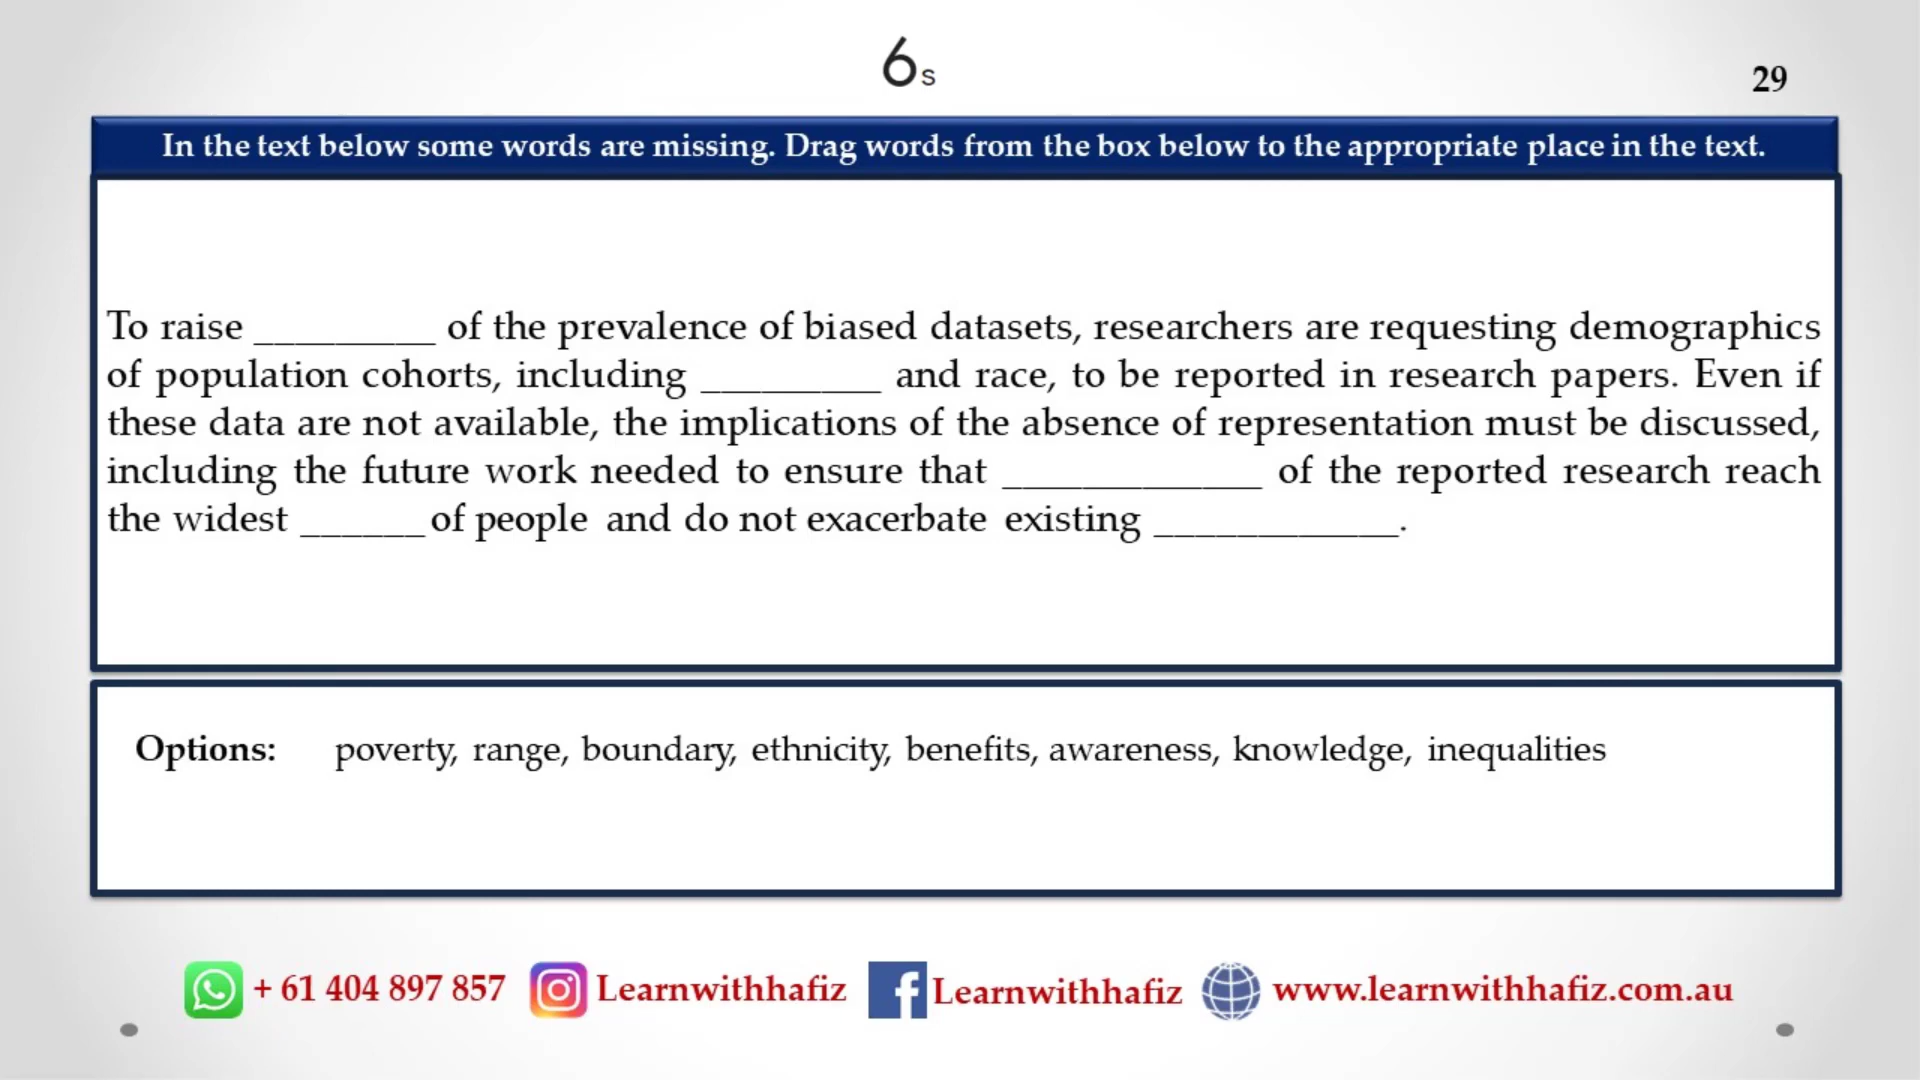 6s
29
In the text below some words are missing. Drag words from the box below to the appropriate place in the text.
To raise _________ of the prevalence of biased datasets, researchers are requesting demographics
of population cohorts, including _________ and race, to be reported in research papers. Even if
these data are not available, the implications of the absence of representation must be discussed,
including the future work needed to ensure that _____________ of the reported research reach
the widest ______ of people and do not exacerbate existing ____________.
Options: poverty, range, boundary, ethnicity, benefits, awareness, knowledge, inequalities
+ 61 404 897 857 Learnwithhafiz Learnwithhafiz www.learnwithhafiz.com.au